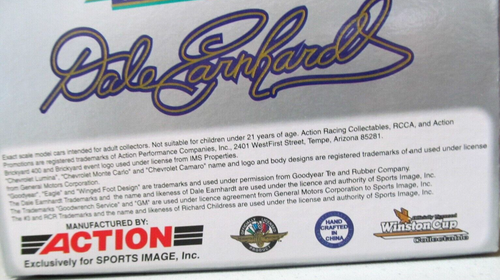 Dale Earnhardt
Exact scale model cars intended for adult collectors. Not suitable for children under 21 years of age. Action Racing Collectables, RCCA, and Action
Promotions are registered trademarks of Action Performance Companies, Inc., 2401 West First Street, Tempe, Arizona 85281.
Brickyard 400 and Brickyard event logo used under license from IMS Properties.
"Chevrolet Lumina", "Chevrolet Monte Carlo" and "Chevrolet Camaro" name and logo and body designs are registered trademarks of and used under license
from General Motors Corporation.
"Goodyear", "Eagle" and "Winged Foot Design" are trademarks and used under permission from Goodyear Tire and Rubber Company.
The Dale Earnhardt Trademarks and the name and likeness of Dale Earnhardt are used under the license and authority of Sports Image, Inc.
The Trademarks "Goodwrench Service" and "GM" are used under licence agreement from General Motors Corporation to Sports Image, Inc.
The #3 and RCR Trademarks and the name and likeness of Richard Childress are used under the license and authority of Sports Image, Inc.
MANUFACTURED BY:
ACTION
Exclusively for SPORTS IMAGE, Inc.
HAND
CRAFTED
IN
CHINA
Winston Cup